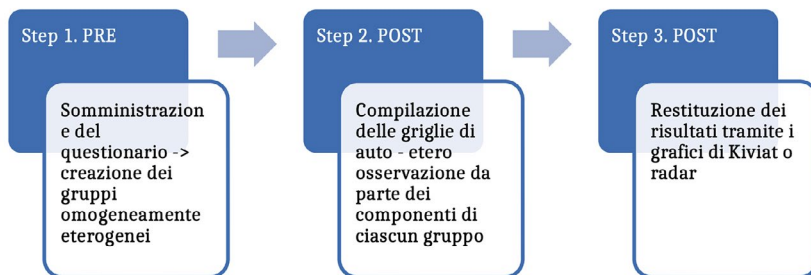 Step 1. PRE
Somministrazion
e del
questionario ->
creazione dei
gruppi
omogeneamente
eterogenei
Step 2. POST
Compilazione
delle griglie di
auto - etero
osservazione da
parte dei
componenti di
ciascun gruppo
Step 3. POST
Restituzione dei
risultati tramite i
grafici di Kiviat o
radar